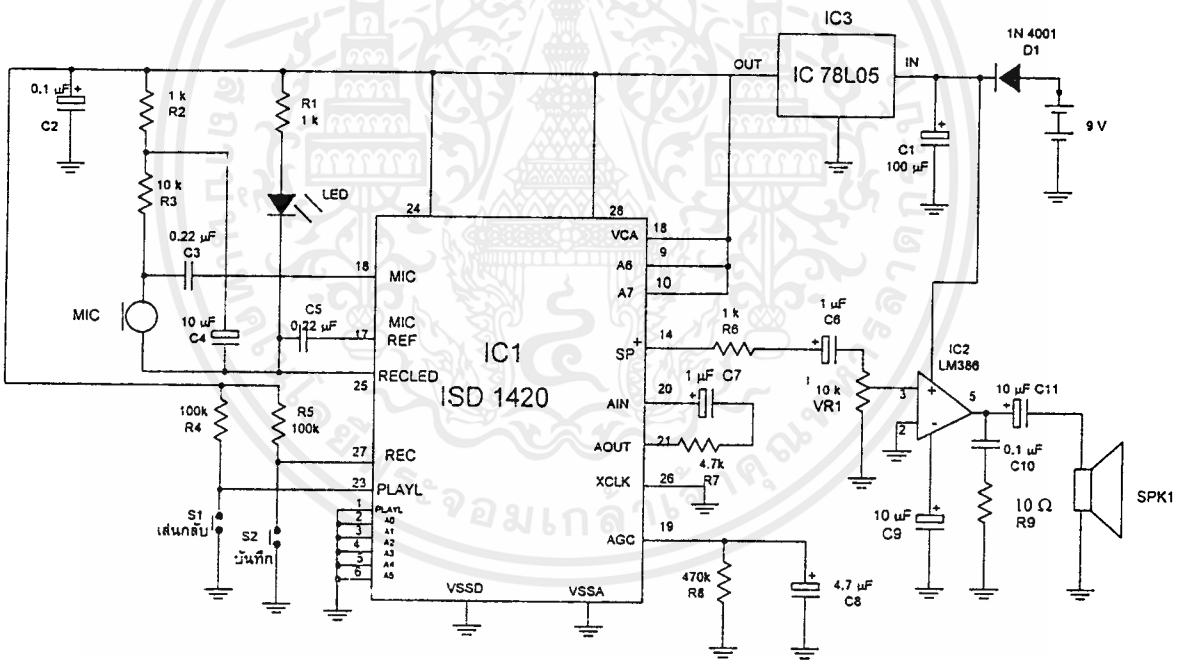 IC3
1N 4001
D1
OUT
IN
IC 78L05
9 V
C1
100 µF
0.1 µF
+
C2
1 k
R2
R1
1 k
10 k
R3
LED
24
28
0.22 µF
C3
18
MIC
VCA
18
A6
9
A7
10
MIC
10 µF
C4
C5
0.22 µF
17
MIC
REF
IC1
ISD 1420
RECLED
25
SP+
14
1 k
R6
1 µF
C6
+
10 k
VR1
IC2
LM386
3
+
2
-
5
10 µF C11
+
0.1 µF
C10
10 Ω
R9
SPK1
10 µF
C9
+
1 µF C7
+
AIN
20
AOUT
21
4.7k
R7
XCLK
26
AGC
19
470k
R8
4.7 µF
C8
+
100k
R4
R5
100k
27
REC
23
PLAYL
1
PLAYL
2
A0
3
A1
4
A2
5
A3
6
A4
A5
S1
เล่นกลับ
S2
บันทึก
VSSD
VSSA